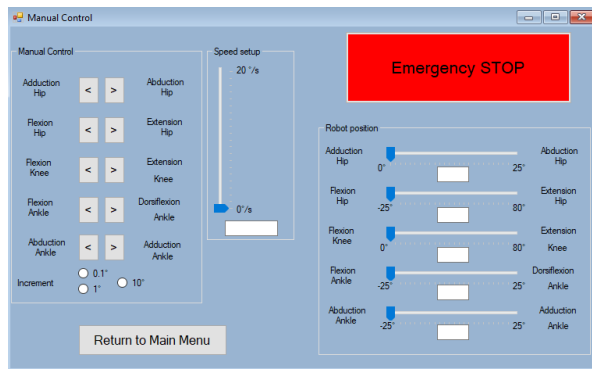 Manual Control
Manual Control
Adduction
Hip
< >
Abduction
Hip
Flexion
Hip
< >
Extension
Hip
Flexion
Knee
< >
Extension
Knee
Flexion
Ankle
< >
Dorsiflexion
Ankle
Abduction
Ankle
< >
Adduction
Ankle
Increment
0.1°
1°
10°
Return to Main Menu
Speed setup
20 °/s
0°/s
Emergency STOP
Robot position
Adduction
Hip
0°
25°
Abduction
Hip
Flexion
Hip
-25°
80°
Extension
Hip
Flexion
Knee
0°
80°
Extension
Knee
Flexion
Ankle
-25°
25°
Dorsiflexion
Ankle
Abduction
Ankle
-25°
25°
Adduction
Ankle